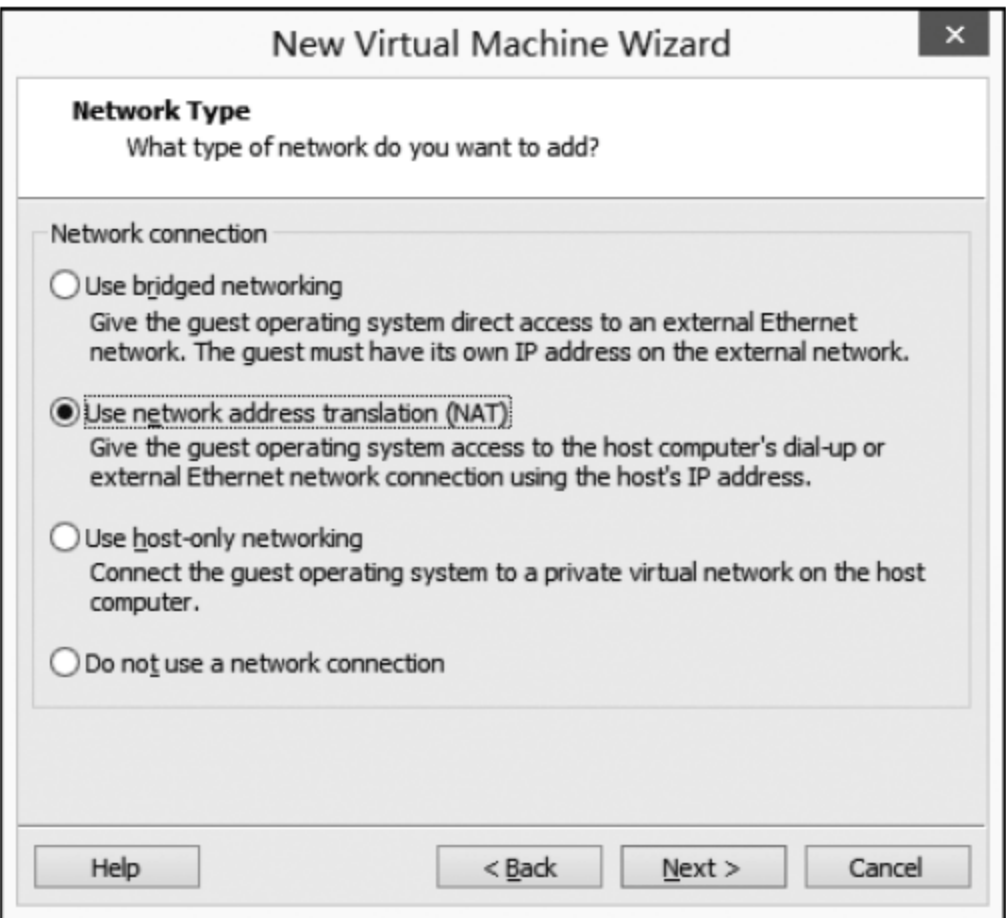 New Virtual Machine Wizard
Network Type
What type of network do you want to add?
Network connection
Use bridged networking
Give the guest operating system direct access to an external Ethernet
network. The guest must have its own IP address on the external network.
Use network address translation (NAT)
Give the guest operating system access to the host computer's dial-up or
external Ethernet network connection using the host's IP address.
Use host-only networking
Connect the guest operating system to a private virtual network on the host
computer.
Do not use a network connection
Help
< Back
Next >
Cancel